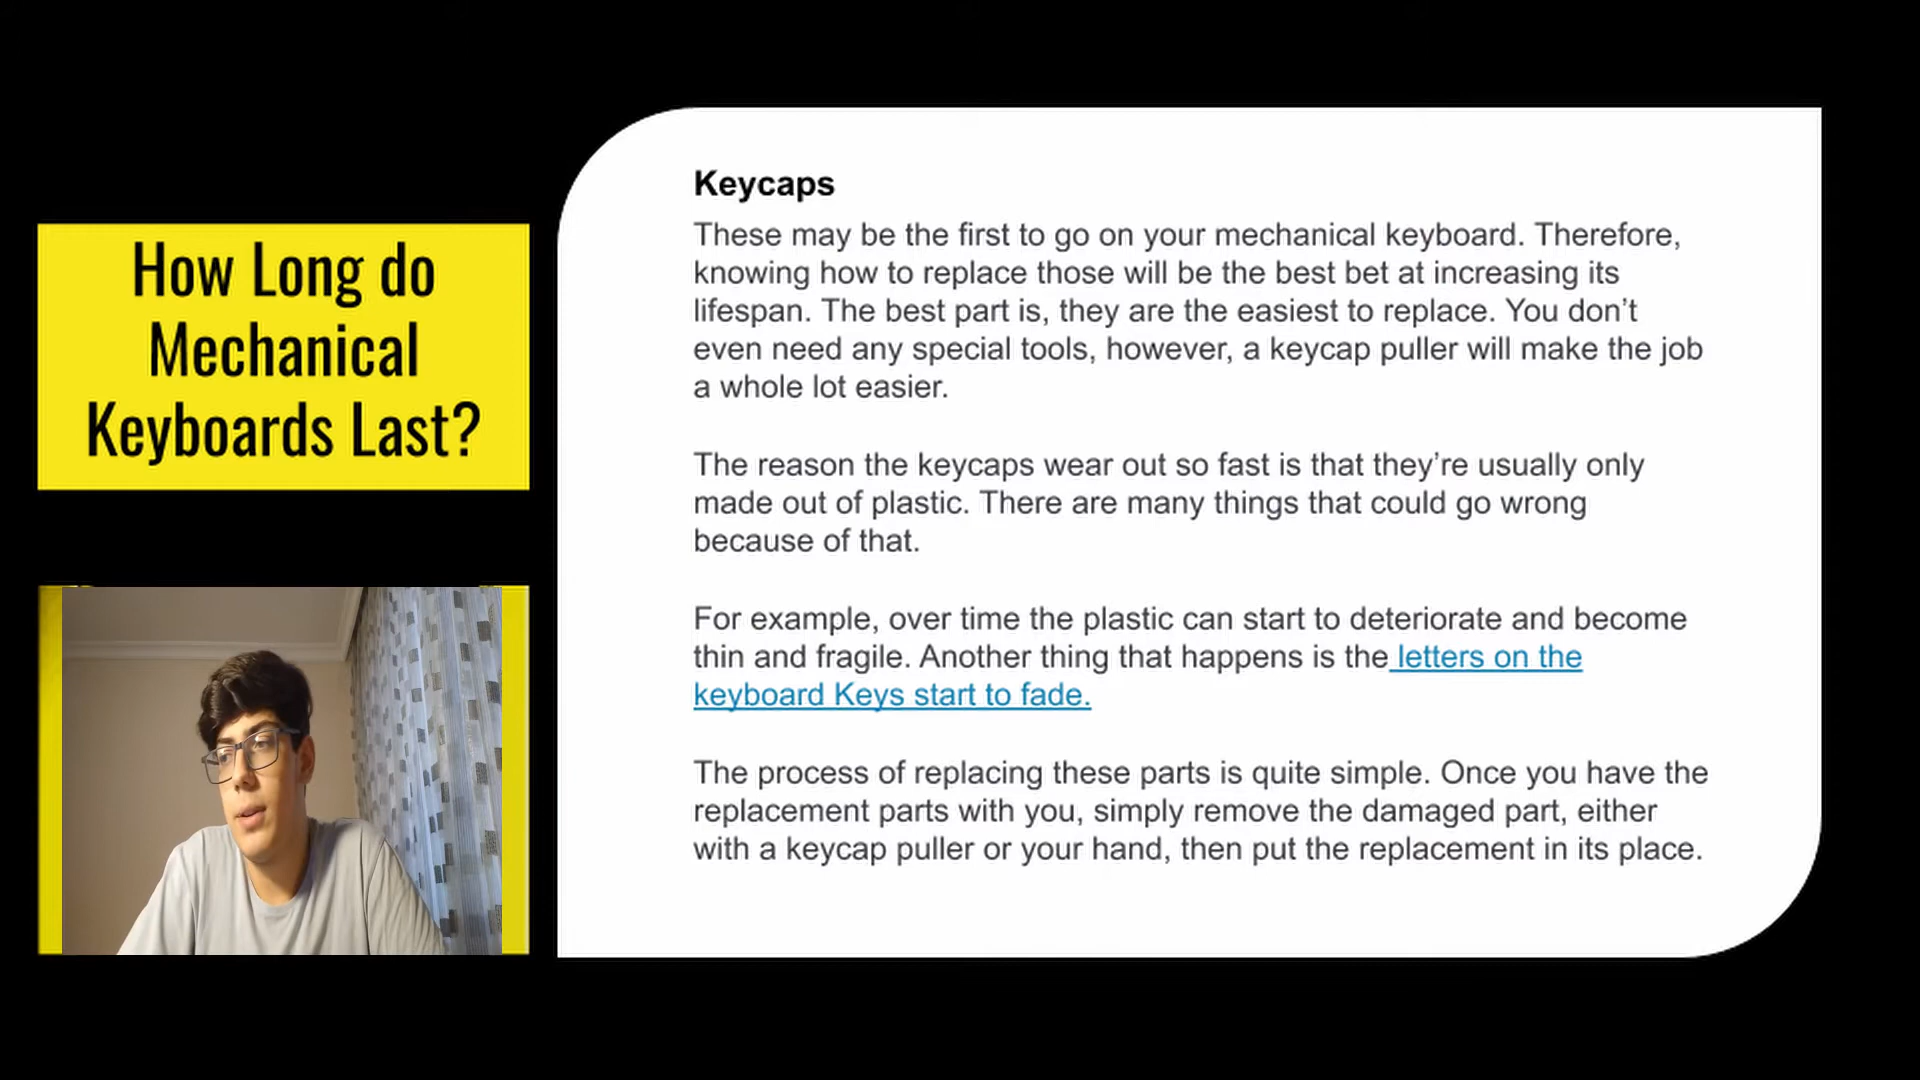 How Long do
Mechanical
Keyboards Last?
Keycaps
These may be the first to go on your mechanical keyboard. Therefore,
knowing how to replace those will be the best bet at increasing its
lifespan. The best part is, they are the easiest to replace. You don’t
even need any special tools, however, a keycap puller will make the job
a whole lot easier.
The reason the keycaps wear out so fast is that they’re usually only
made out of plastic. There are many things that could go wrong
because of that.
For example, over time the plastic can start to deteriorate and become
thin and fragile. Another thing that happens is the letters on the
keyboard Keys start to fade.
The process of replacing these parts is quite simple. Once you have the
replacement parts with you, simply remove the damaged part, either
with a keycap puller or your hand, then put the replacement in its place.